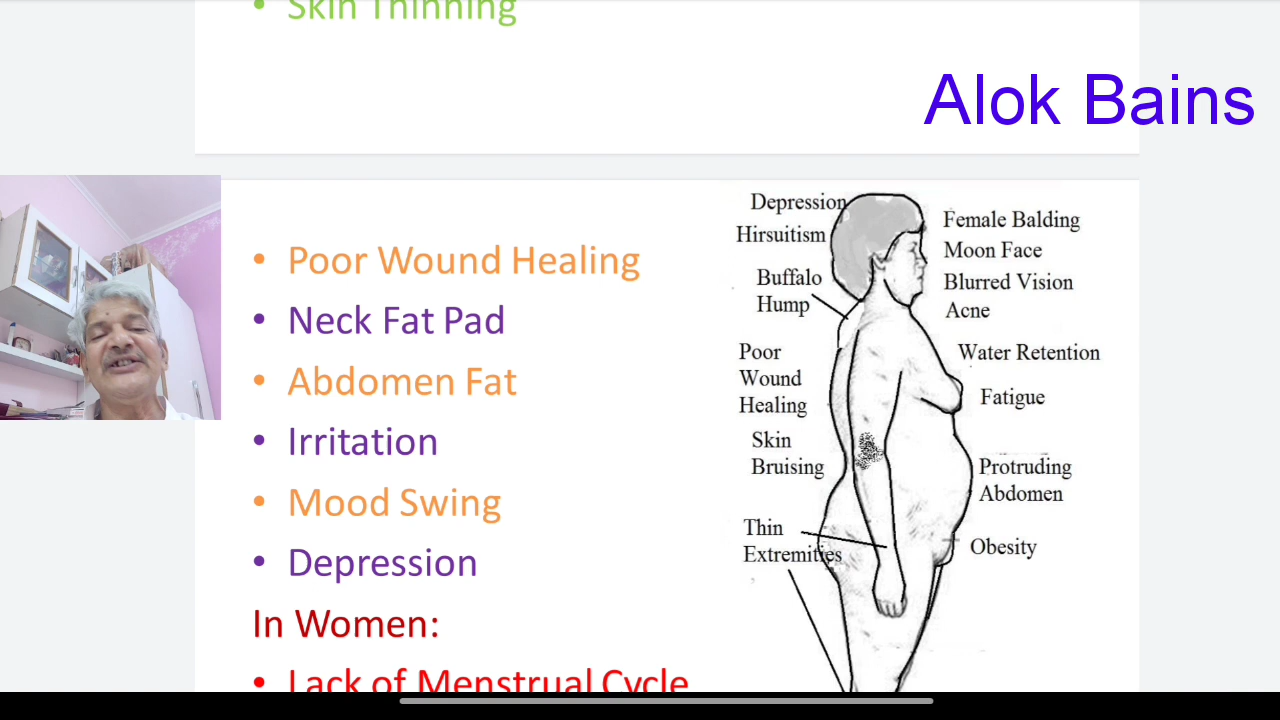 Skin Thinning
Alok Bains
• Poor Wound Healing
• Neck Fat Pad
• Abdomen Fat
• Irritation
• Mood Swing
• Depression
In Women:
• Lack of Menstrual Cycle
Depression
Hirsuitism
Buffalo
Hump
Poor
Wound
Healing
Skin
Bruising
Thin
Extremities
Female Balding
Moon Face
Blurred Vision
Acne
Water Retention
Fatigue
Protruding
Abdomen
Obesity